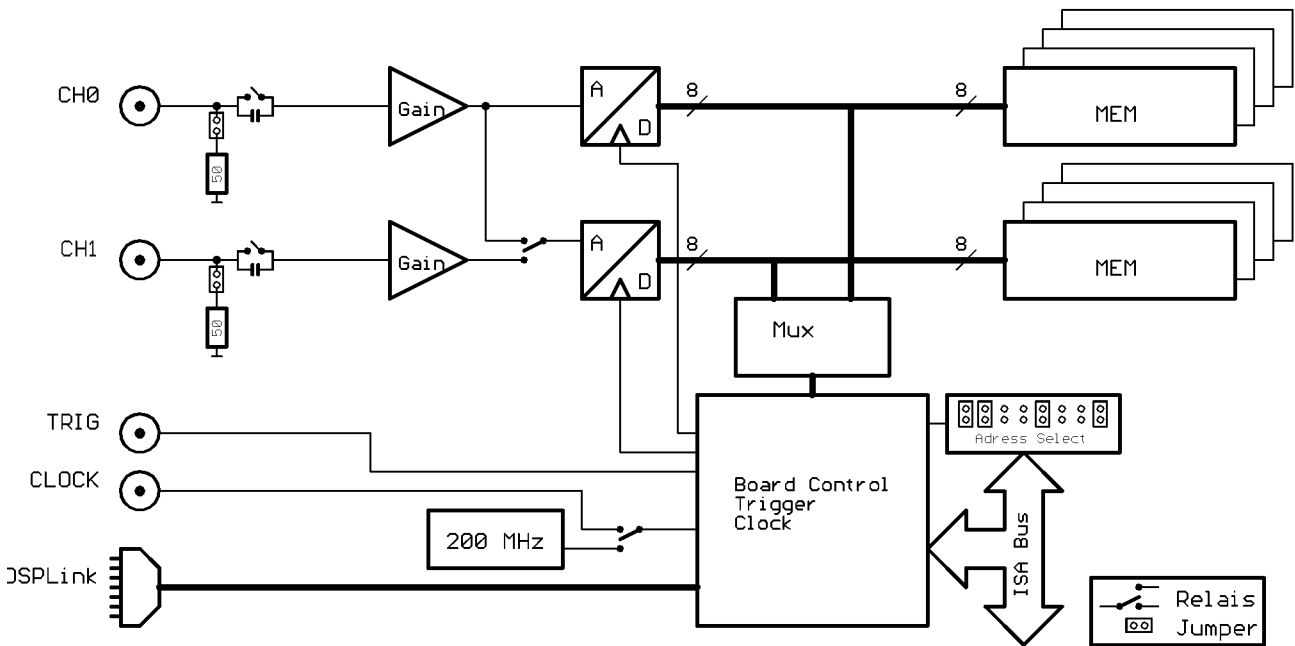 CH0
Gain
A
D
8
8
MEM
50
CH1
Gain
A
D
8
8
MEM
50
Mux
TRIG
CLOCK
200 MHz
Board Control
Trigger
Clock
Adress Select
ISA Bus
DSPLink
Relais
Jumper